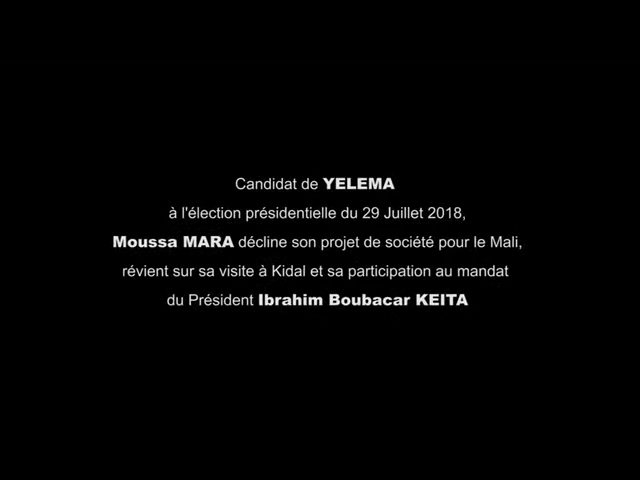 Candidat de YELEMA
à l'élection présidentielle du 29 Juillet 2018,
Moussa MARA décline son projet de société pour le Mali,
révient sur sa visite à Kidal et sa participation au mandat
du Président Ibrahim Boubacar KEITA